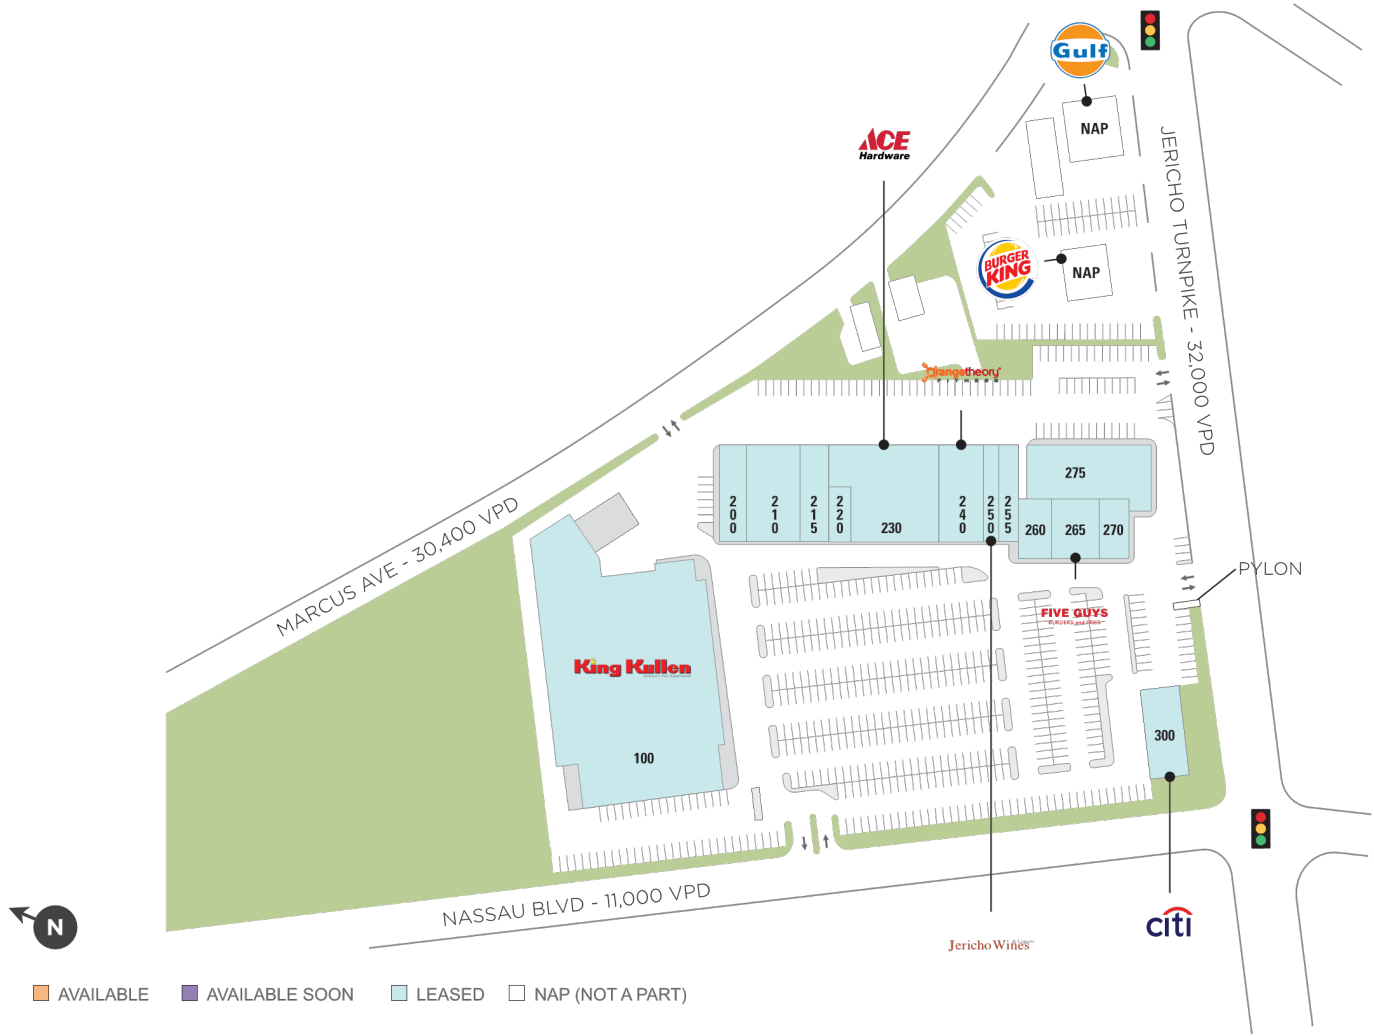 Gulf
NAP
JERICHO TURNPIKE - 32,000 VPD
ACE
Hardware
BURGER
KING
NAP
Orangetheory
FITNESS
MARCUS AVE - 30,400 VPD
200
210
215
220
230
240
250
255
260
265
270
275
PYLON
FIVE GUYS
BURGERS and FRIES
King Kullen
100
300
NASSAU BLVD - 11,000 VPD
N
citi
Jericho Wines
AVAILABLE
AVAILABLE SOON
LEASED
NAP (NOT A PART)